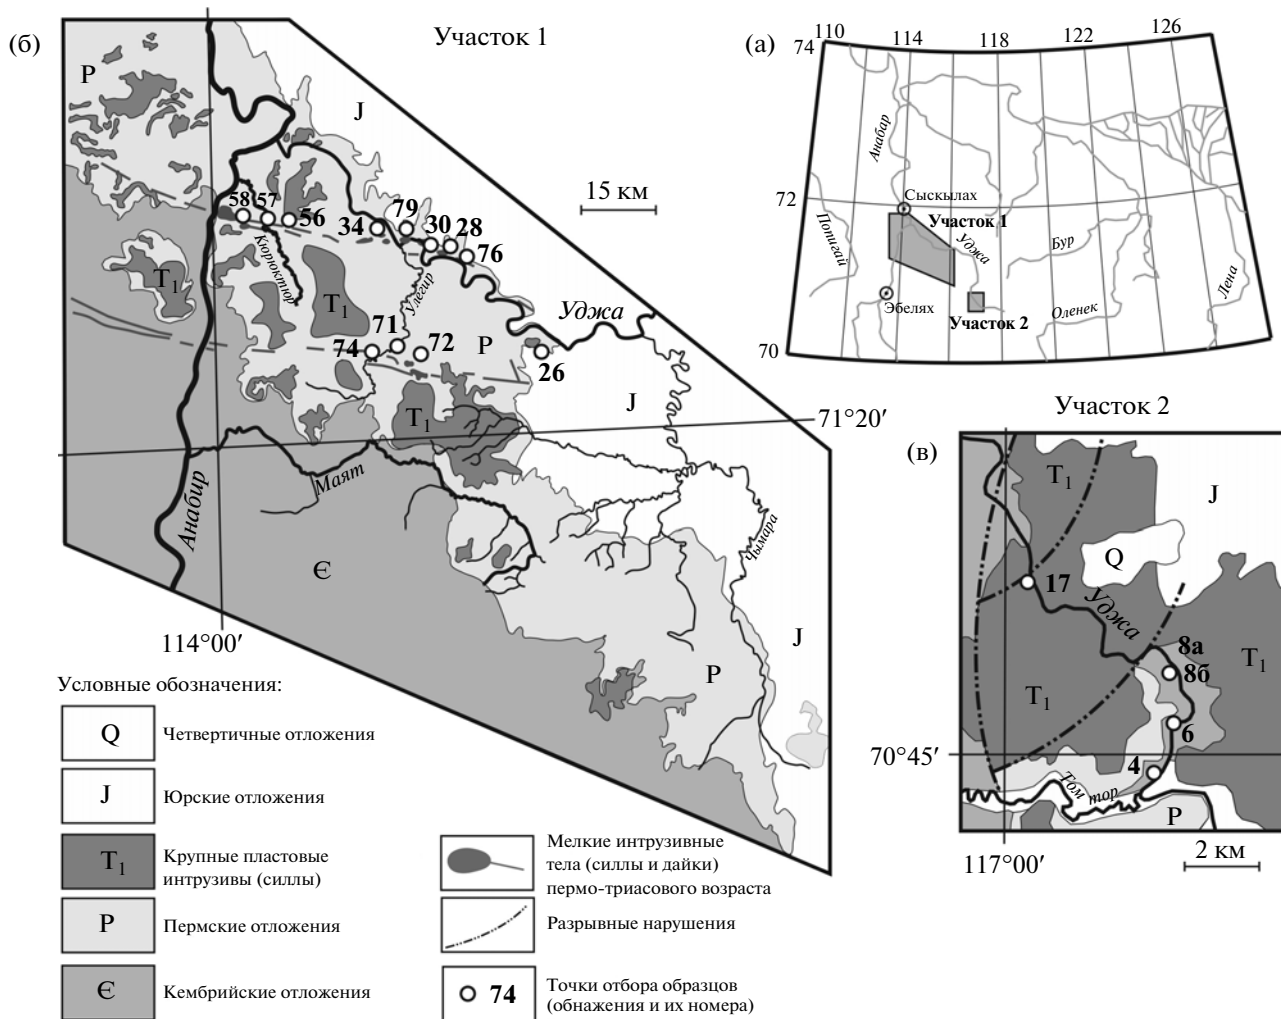 (б)
Участок 1
P
J
15 км
58
57
56
34
79
30
28
76
Кюрюктюр
Улегир
T1
T1
Уджа
71
74
72
P
26
J
T1
71°20′
Маят
Анабир
Чымара
Є
J
P
114°00′
(а)
110
114
118
122
126
74
72
70
Анабар
Сыскылах
Участок 1
Попигай
Уджа
Бур
Эбелях
Участок 2
Оленек
Лена
Участок 2
(в)
T1
J
Q
17
Уджа
8а
8б
T1
T1
6
70°45′
4
Том тор
P
117°00′
2 км
Условные обозначения:
Q
Четвертичные отложения
J
Юрские отложения
T1
Крупные пластовые
интрузивы (силлы)
P
Пермские отложения
Є
Кембрийские отложения
Мелкие интрузивные
тела (силлы и дайки)
пермо-триасового возраста
Разрывные нарушения
74
Точки отбора образцов
(обнажения и их номера)